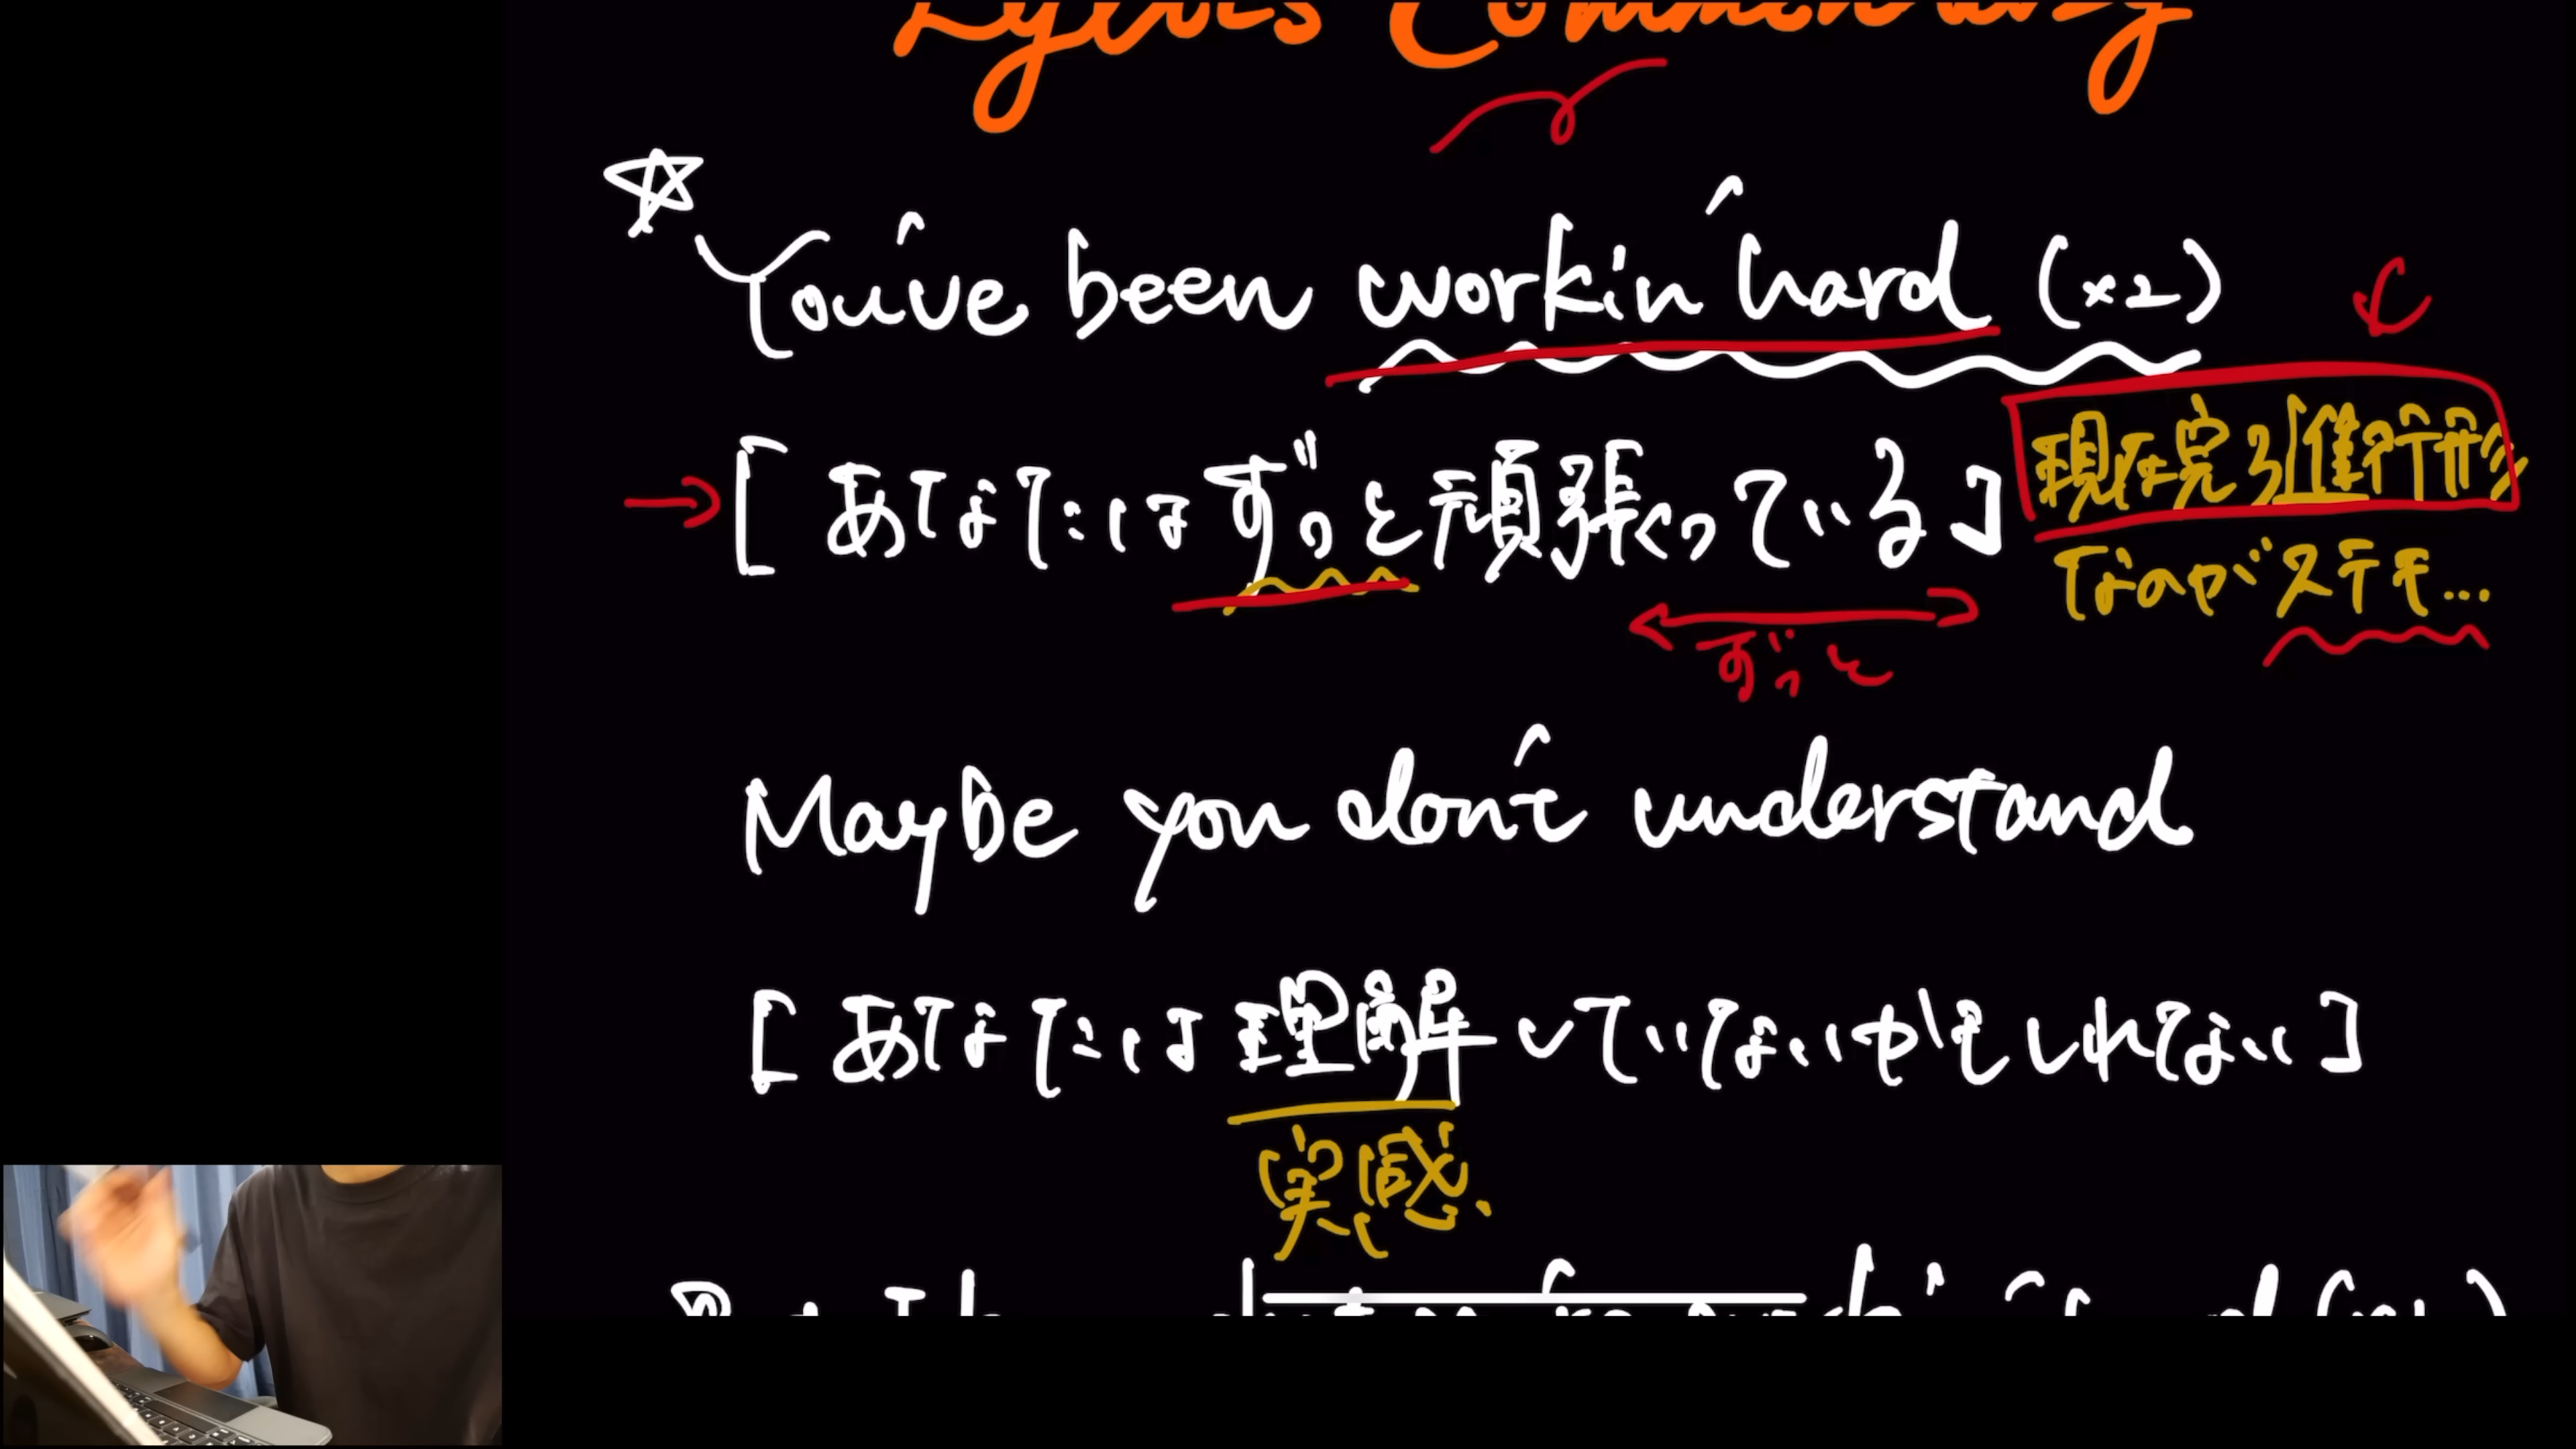 Lyrics Commentary
You've been workin' hard (×2)
[あなたはずっと頑張っている]
現在完了進行形
なのがステキ...
ずっと
Maybe you don't understand
[あなたは理解していないかもしれない]
実感、